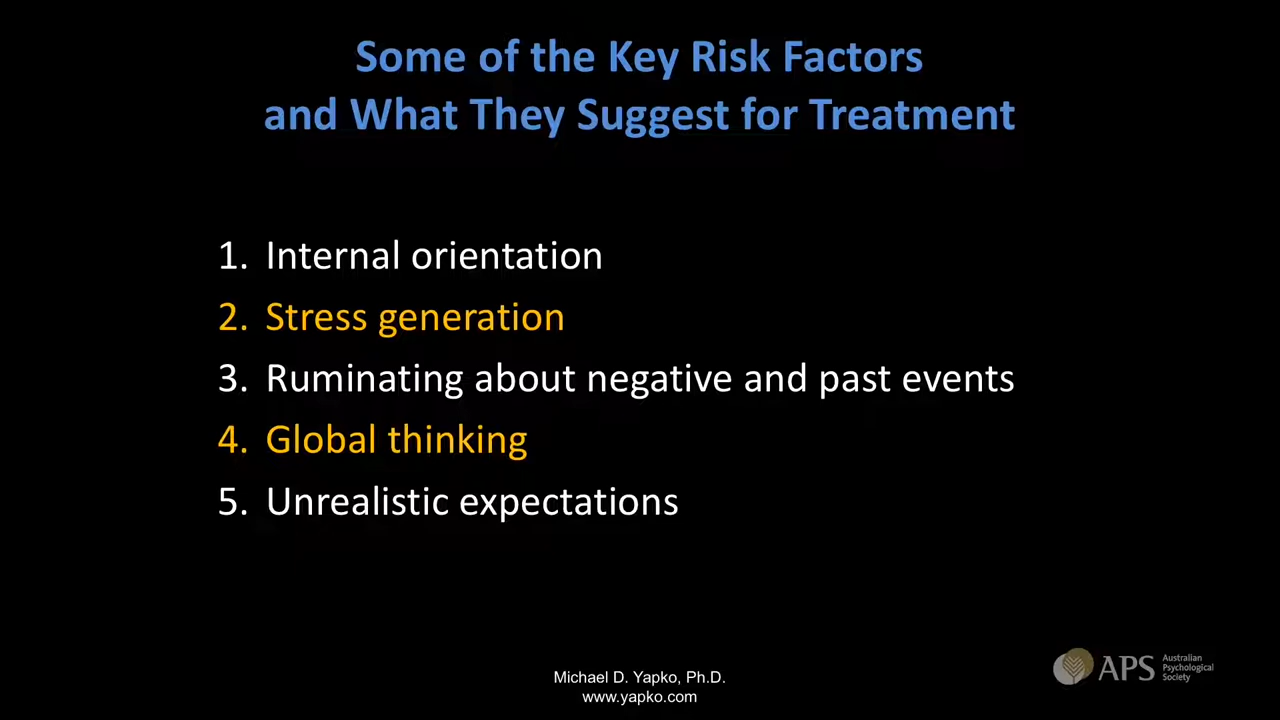 Some of the Key Risk Factors
and What They Suggest for Treatment
1. Internal orientation
2. Stress generation
3. Ruminating about negative and past events
4. Global thinking
5. Unrealistic expectations
Michael D. Yapko, Ph.D.
www.yapko.com
APS
Australian
Psychological
Society